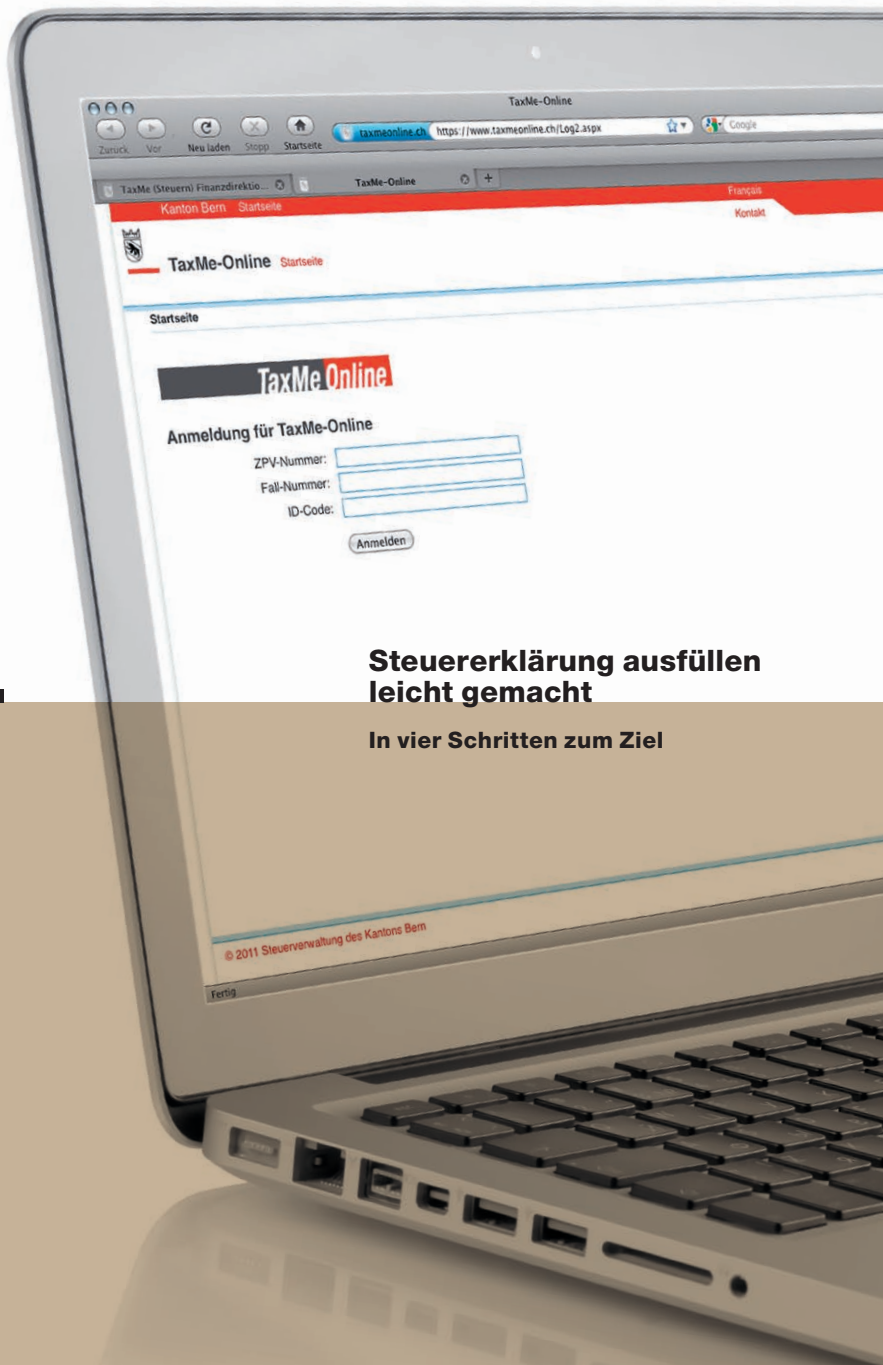 TaxMe-Online
Zurück Vor Neu laden Stopp Startseite
taxmeonline.ch https://www.taxmeonline.ch/Log2.aspx
Google
TaxMe (Steuern) Finanzdirektio...
TaxMe-Online
Kanton Bern Startseite
Français
Kontakt
TaxMe-Online Startseite
Startseite
TaxMe Online
Anmeldung für TaxMe-Online
ZPV-Nummer:
Fall-Nummer:
ID-Code:
Anmelden
Steuererklärung ausfüllen
leicht gemacht
In vier Schritten zum Ziel
© 2011 Steuerverwaltung des Kantons Bern
Fertig